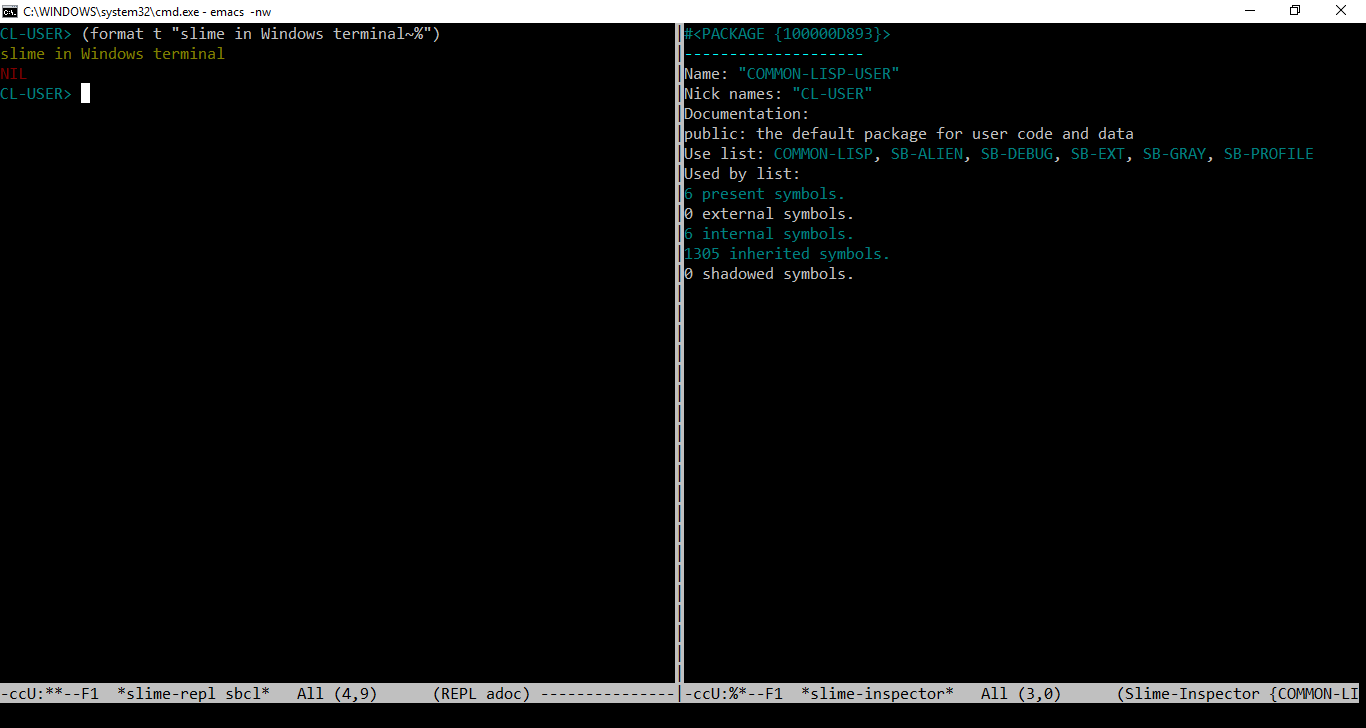 C:\WINDOWS\system32\cmd.exe - emacs -nw
CL-USER> (format t "slime in Windows terminal~%")
slime in Windows terminal
NIL
CL-USER>
#<PACKAGE {100000D893}>
--------------------
Name: "COMMON-LISP-USER"
Nick names: "CL-USER"
Documentation:
public: the default package for user code and data
Use list: COMMON-LISP, SB-ALIEN, SB-DEBUG, SB-EXT, SB-GRAY, SB-PROFILE
Used by list:
6 present symbols.
0 external symbols.
6 internal symbols.
1305 inherited symbols.
0 shadowed symbols.
-ccU:**--F1  *slime-repl sbcl*   All (4,9)      (REPL adoc) ---------------
-ccU:%*--F1  *slime-inspector*   All (3,0)      (Slime-Inspector {COMMON-LI